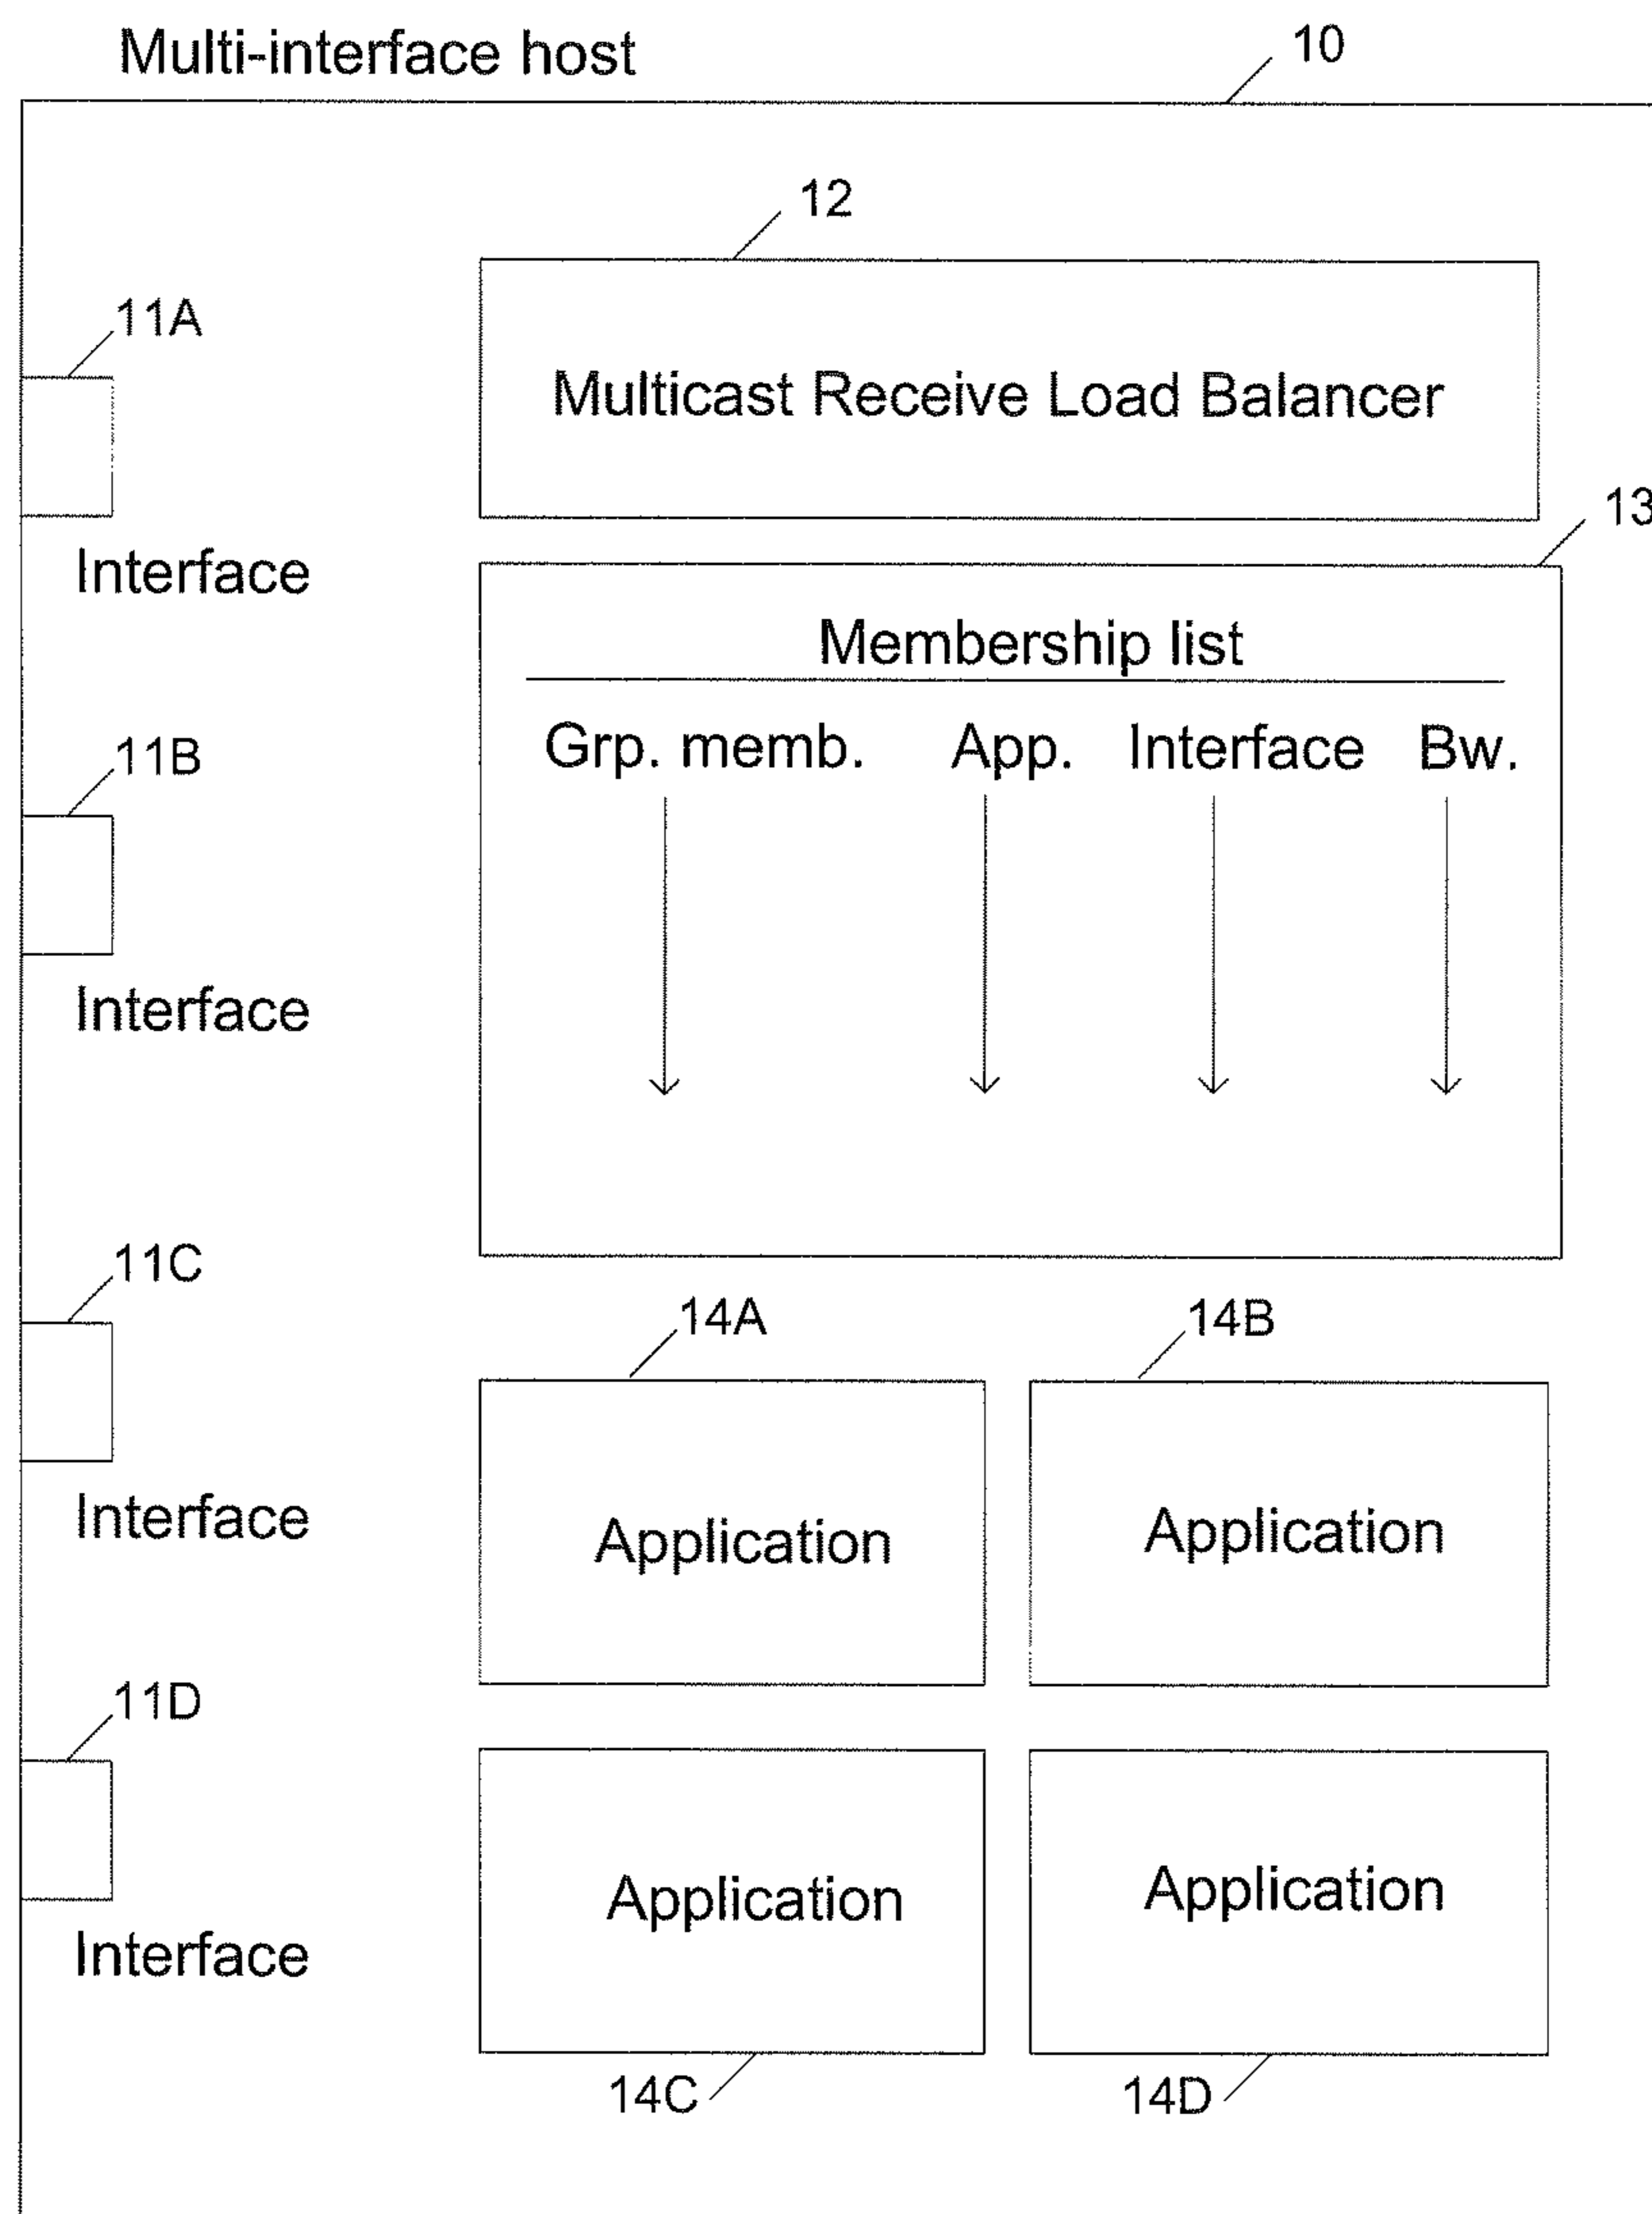 Multi-interface host
10
12
11A
Multicast Receive Load Balancer
13
Interface
Membership list
Grp. memb. App. Interface Bw.
11B
Interface
11C
14A 14B
Interface
Application Application
11D
Application Application
Interface
14C 14D